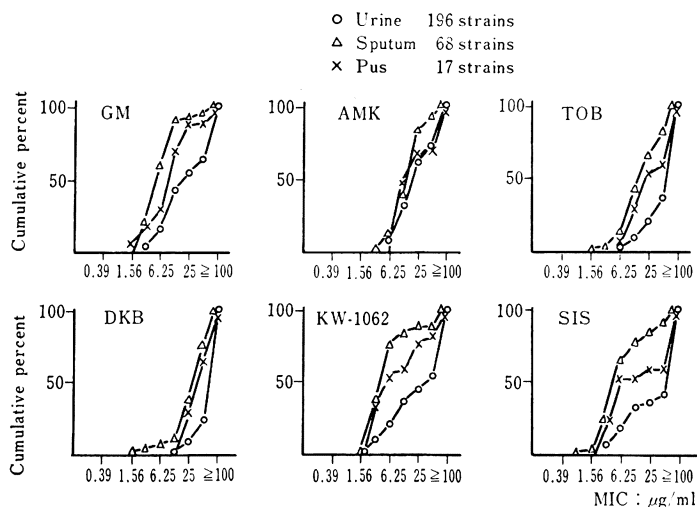 ○ Urine 196 strains
△ Sputum 68 strains
× Pus 17 strains
Cumulative percent
100
50
GM
0.39 1.56 6.25 25 ≧100
100
50
AMK
0.39 1.56 6.25 25 ≧100
100
50
TOB
0.39 1.56 6.25 25 ≧100
Cumulative percent
100
50
DKB
0.39 1.56 6.25 25 ≧100
100
50
KW-1062
0.39 1.56 6.25 25 ≧100
100
50
SIS
0.39 1.56 6.25 25 ≧100
MIC : μg/ml